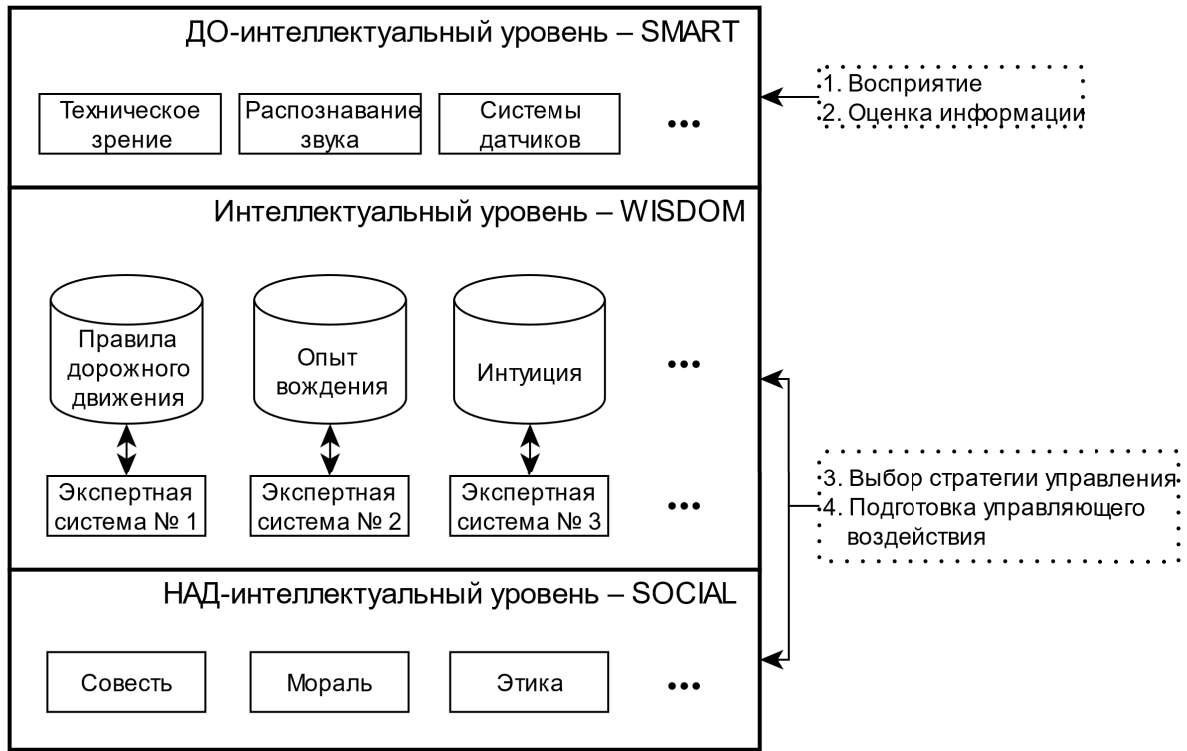 ДО-интеллектуальный уровень – SMART
Техническое
зрение
Распознавание
звука
Системы
датчиков
...
1. Восприятие
2. Оценка информации
Интеллектуальный уровень – WISDOM
Правила
дорожного
движения
Опыт
вождения
Интуиция
...
Экспертная
система № 1
Экспертная
система № 2
Экспертная
система № 3
...
3. Выбор стратегии управления
4. Подготовка управляющего
воздействия
НАД-интеллектуальный уровень – SOCIAL
Совесть
Мораль
Этика
...